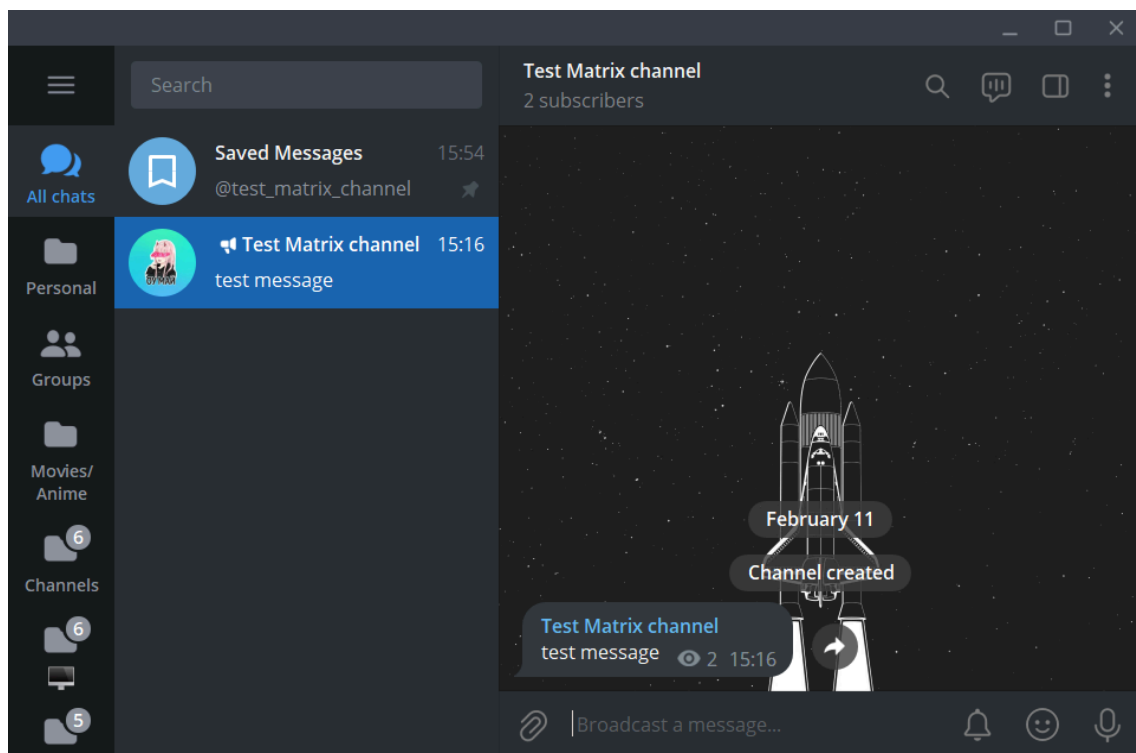 Search
Test Matrix channel
2 subscribers
All chats
Personal
Groups
Movies/
Anime
6
Channels
6
5
Saved Messages 15:54
@test_matrix_channel
Test Matrix channel 15:16
test message
February 11
Channel created
Test Matrix channel
test message 2 15:16
Broadcast a message...